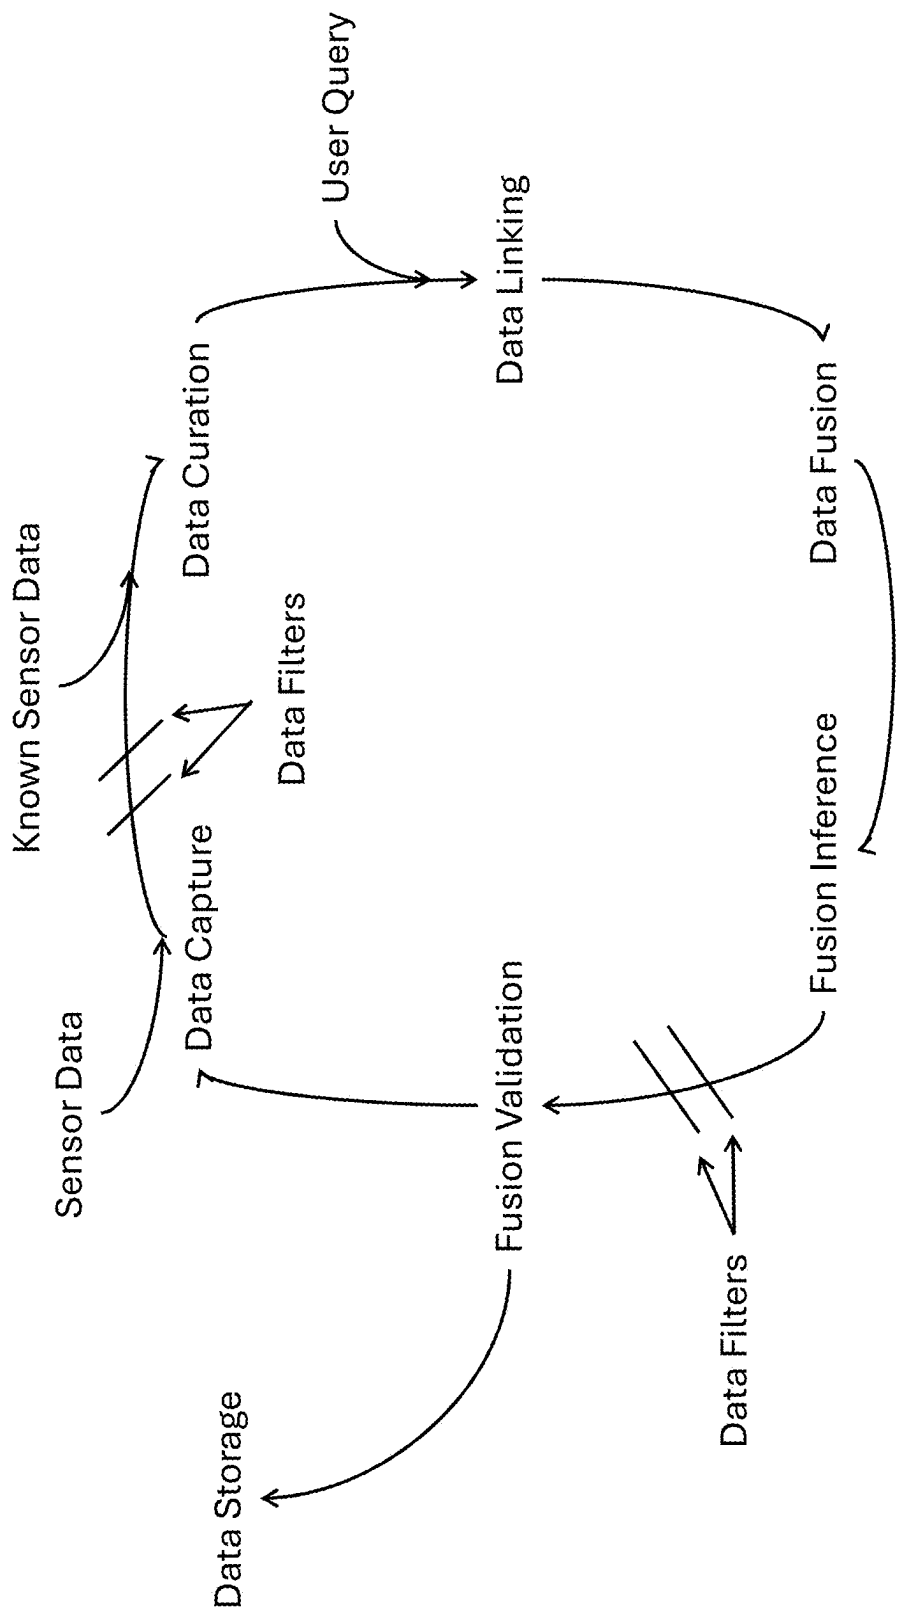 Known Sensor Data
Sensor Data
Data Capture
Data Curation
User Query
Data Storage
Data Filters
Fusion Validation
Data Linking
Data Filters
Fusion Inference
Data Fusion